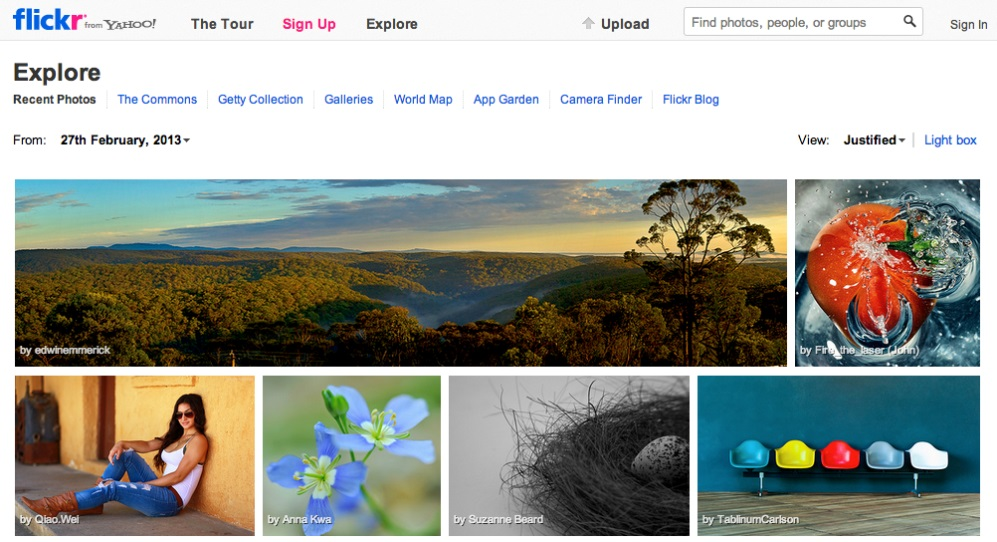 flickr from YAHOO! The Tour Sign Up Explore Upload Find photos, people, or groups Sign In
Explore
Recent Photos The Commons Getty Collection Galleries World Map App Garden Camera Finder Flickr Blog
From: 27th February, 2013 View: Justified Light box
by edwinemmerick by Fire_the_laser (John)
by Qiao.Wei by Anna Kwa by Suzanne Beard by TablinumCarlson